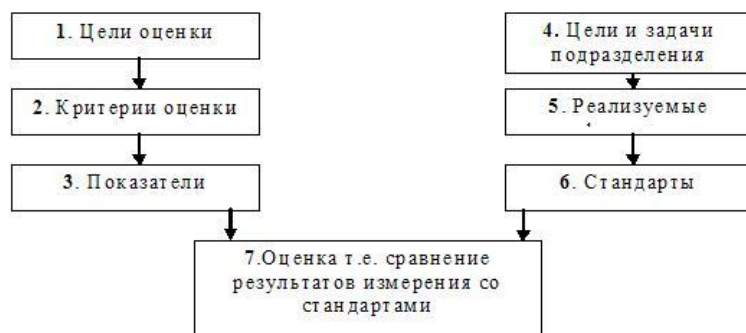 1. Цели оценки
2. Критерии оценки
3. Показатели
4. Цели и задачи
подразделения
5. Реализуемые
6. Стандарты
7.Оценка т.е. сравнение
результатов измерения со
стандартами